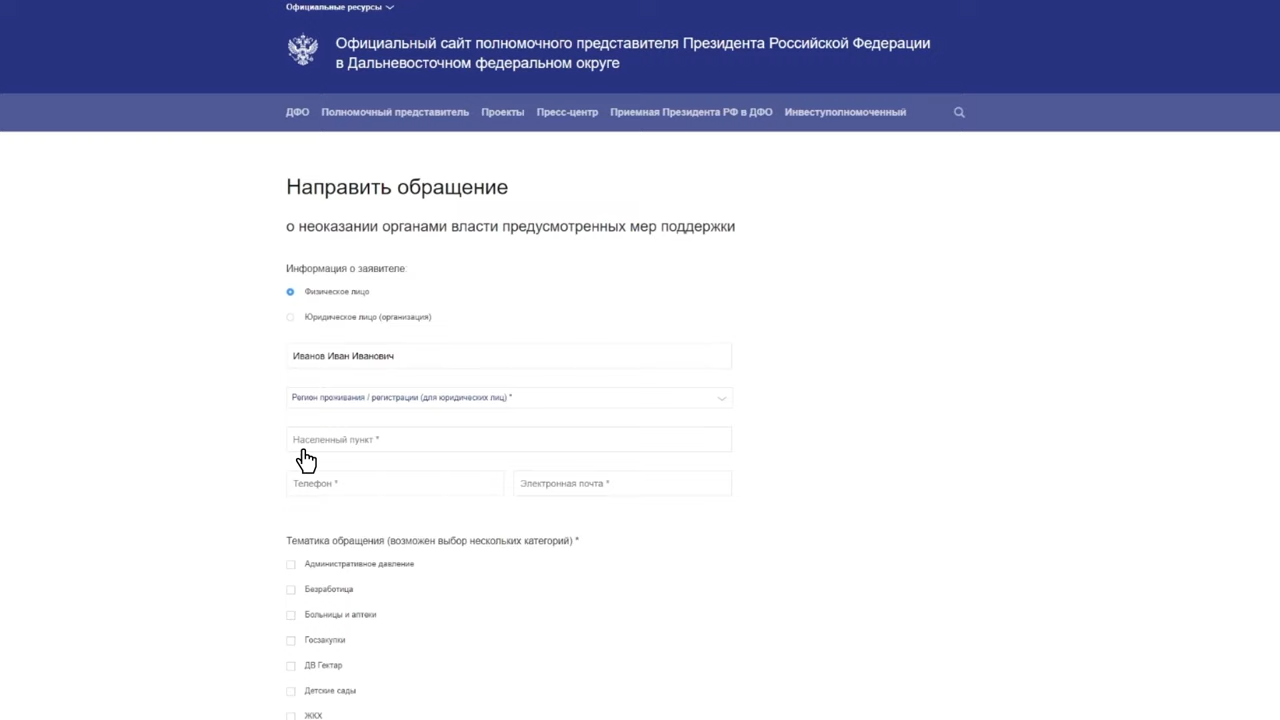 Официальные ресурсы
Официальный сайт полномочного представителя Президента Российской Федерации
в Дальневосточном федеральном округе
ДФО Полномочный представитель Проекты Пресс-центр Приемная Президента РФ в ДФО Инвеступолномоченный
Направить обращение
о неоказании органами власти предусмотренных мер поддержки
Информация о заявителе:
Физическое лицо
Юридическое лицо (организация)
Иванов Иван Иванович
Регион проживания / регистрации (для юридических лиц) *
Населенный пункт *
Телефон * Электронная почта *
Тематика обращения (возможен выбор нескольких категорий) *
Административное давление
Безработица
Больницы и аптеки
Госзакупки
ДВ Гектар
Детские сады
ЖКХ